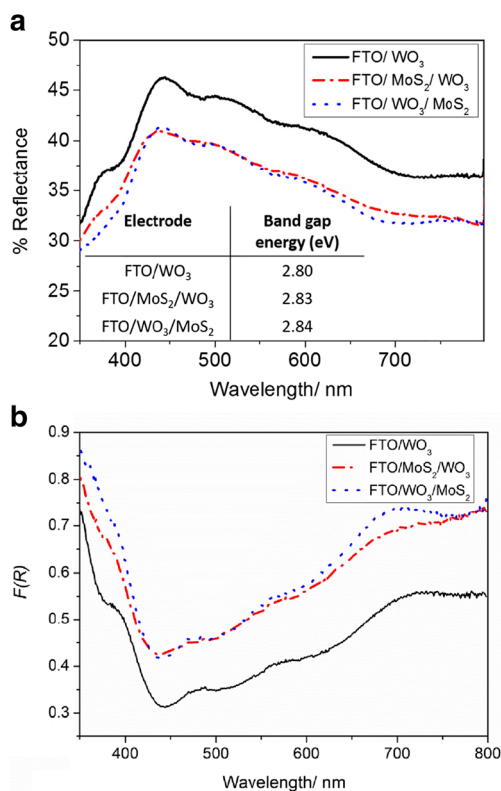 a
% Reflectance
50
45
40
35
30
25
20
FTO/ WO₃
FTO/ MoS₂/ WO₃
FTO/ WO₃/ MoS₂
Electrode Band gap energy (eV)
FTO/WO₃ 2.80
FTO/MoS₂/WO₃ 2.83
FTO/WO₃/MoS₂ 2.84
400 500 600 700
Wavelength/ nm
b
F(R)
0.9
0.8
0.7
0.6
0.5
0.4
0.3
FTO/WO₃
FTO/MoS₂/WO₃
FTO/WO₃/MoS₂
400 500 600 700 800
Wavelength/ nm